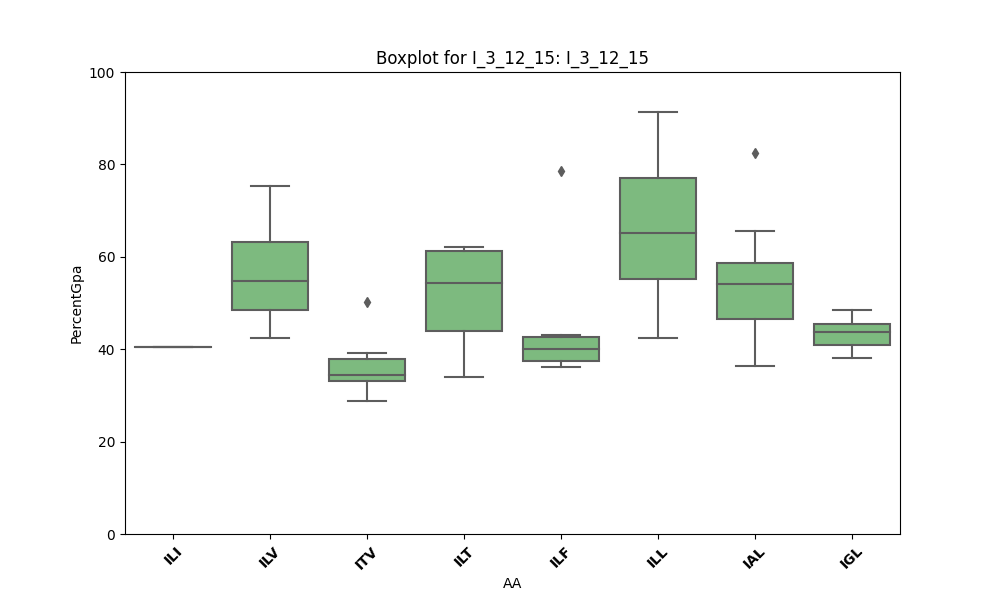 Boxplot for I_3_12_15: I_3_12_15
100
80
60
40
20
0
PercentGpa
ILI
ILV
ITV
ILT
ILF
ILL
IAL
IGL
AA